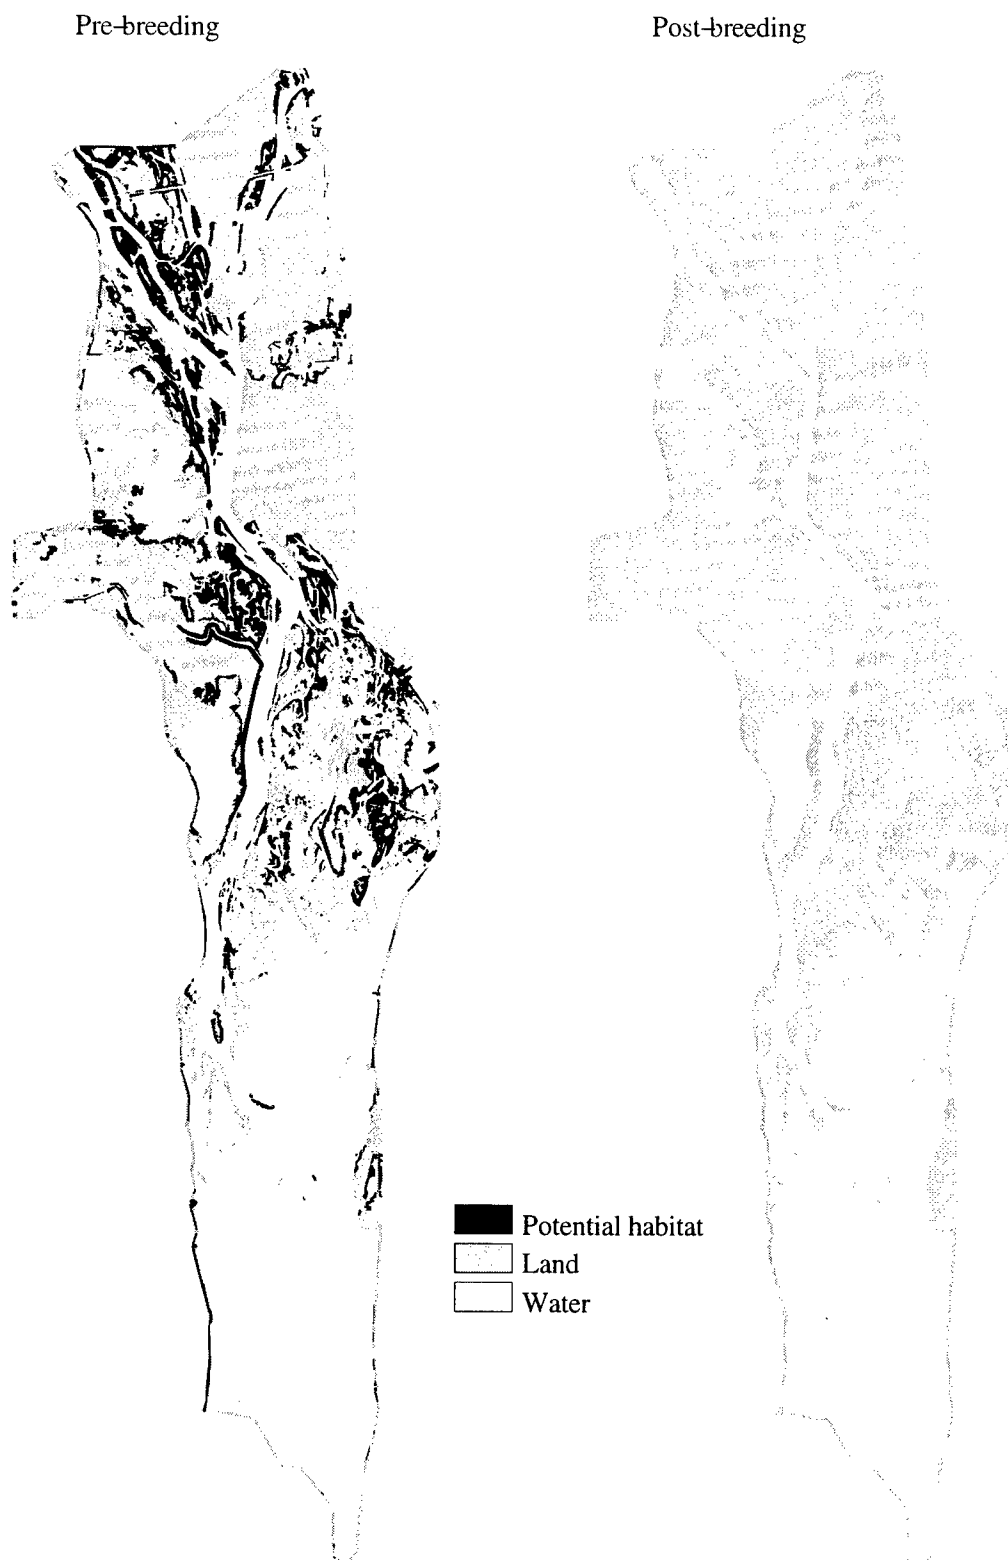 Pre-breeding
Post-breeding
Potential habitat
Land
Water